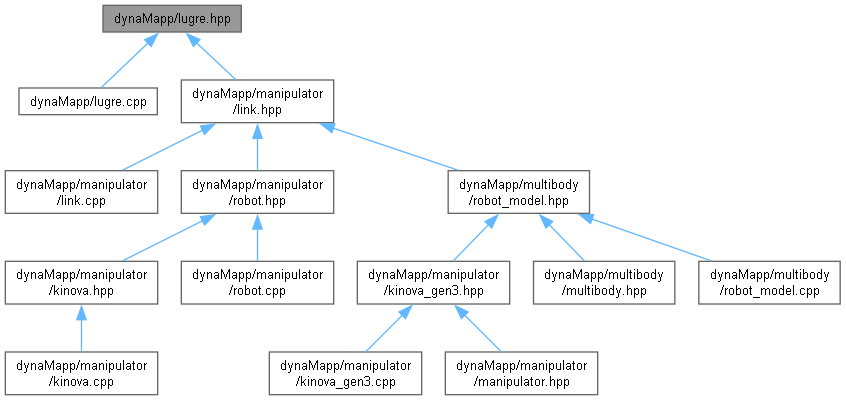 dynaMapp/lugre.hpp
dynaMapp/lugre.cpp
dynaMapp/manipulator
/link.hpp
dynaMapp/manipulator
/link.cpp
dynaMapp/manipulator
/robot.hpp
dynaMapp/multibody
/robot_model.hpp
dynaMapp/manipulator
/kinova.hpp
dynaMapp/manipulator
/robot.cpp
dynaMapp/manipulator
/kinova_gen3.hpp
dynaMapp/multibody
/multibody.hpp
dynaMapp/multibody
/robot_model.cpp
dynaMapp/manipulator
/kinova.cpp
dynaMapp/manipulator
/kinova_gen3.cpp
dynaMapp/manipulator
/manipulator.hpp